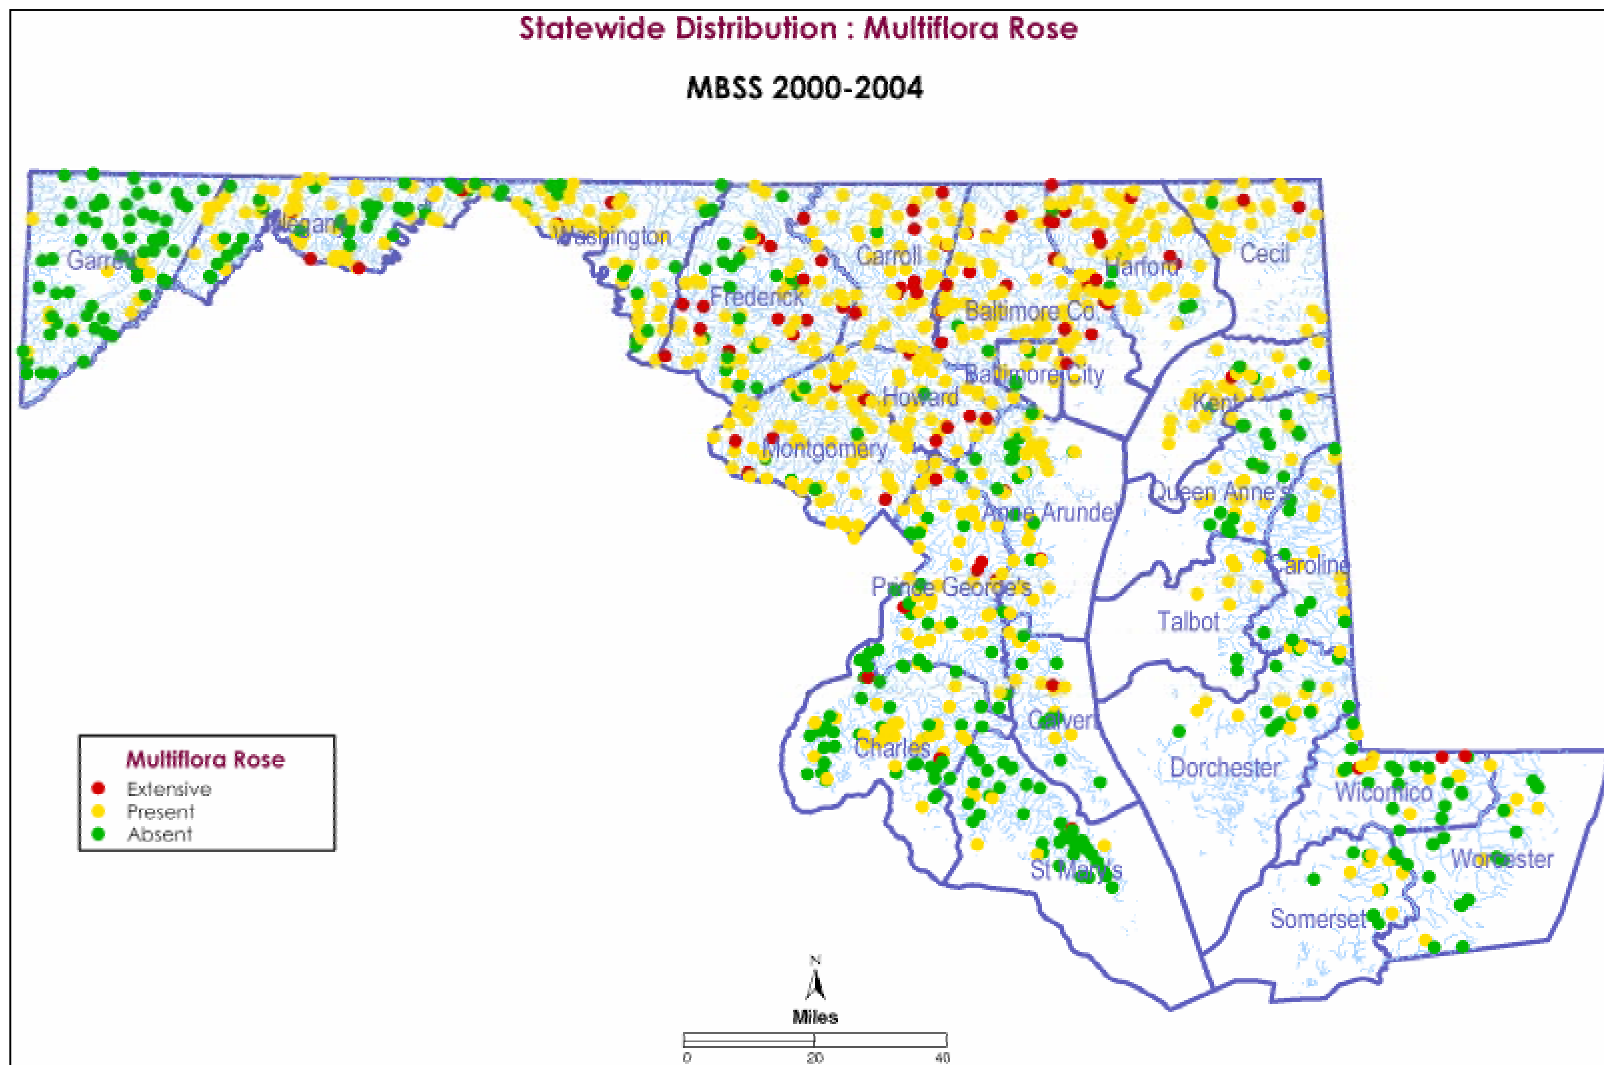 Statewide Distribution : Multiflora Rose
MBSS 2000-2004
Garrett
Allegany
Washington
Frederick
Carroll
Baltimore Co.
Harford
Cecil
Baltimore City
Howard
Montgomery
Kent
Queen Anne's
Anne Arundel
Caroline
Prince George's
Talbot
Calvert
Charles
Dorchester
Wicomico
St Mary's
Worcester
Somerset
Multiflora Rose
Extensive
Present
Absent
N
Miles
0 20 40